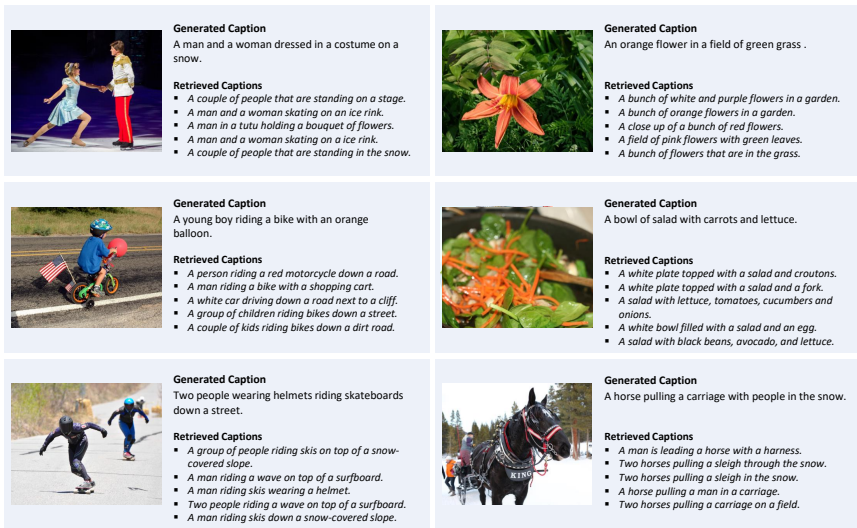 Generated Caption
A man and a woman dressed in a costume on a
snow.
Retrieved Captions
▪ A couple of people that are standing on a stage.
▪ A man and a woman skating on an ice rink.
▪ A man in a tutu holding a bouquet of flowers.
▪ A man and a woman skating on a ice rink.
▪ A couple of people that are standing in the snow.
Generated Caption
An orange flower in a field of green grass .
Retrieved Captions
▪ A bunch of white and purple flowers in a garden.
▪ A bunch of orange flowers in a garden.
▪ A close up of a bunch of red flowers.
▪ A field of pink flowers with green leaves.
▪ A bunch of flowers that are in the grass.
Generated Caption
A young boy riding a bike with an orange
balloon.
Retrieved Captions
▪ A person riding a red motorcycle down a road.
▪ A man riding a bike with a shopping cart.
▪ A white car driving down a road next to a cliff.
▪ A group of children riding bikes down a street.
▪ A couple of kids riding bikes down a dirt road.
Generated Caption
A bowl of salad with carrots and lettuce.
Retrieved Captions
▪ A white plate topped with a salad and croutons.
▪ A white plate topped with a salad and a fork.
▪ A salad with lettuce, tomatoes, cucumbers and
onions.
▪ A white bowl filled with a salad and an egg.
▪ A salad with black beans, avocado, and lettuce.
Generated Caption
Two people wearing helmets riding skateboards
down a street.
Retrieved Captions
▪ A group of people riding skis on top of a snow-
covered slope.
▪ A man riding a wave on top of a surfboard.
▪ A man riding skis wearing a helmet.
▪ Two people riding a wave on top of a surfboard.
▪ A man riding skis down a snow-covered slope.
KING
Generated Caption
A horse pulling a carriage with people in the snow.
Retrieved Captions
▪ A man is leading a horse with a harness.
▪ Two horses pulling a sleigh through the snow.
▪ Two horses pulling a sleigh in the snow.
▪ A horse pulling a man in a carriage.
▪ Two horses pulling a carriage on a field.